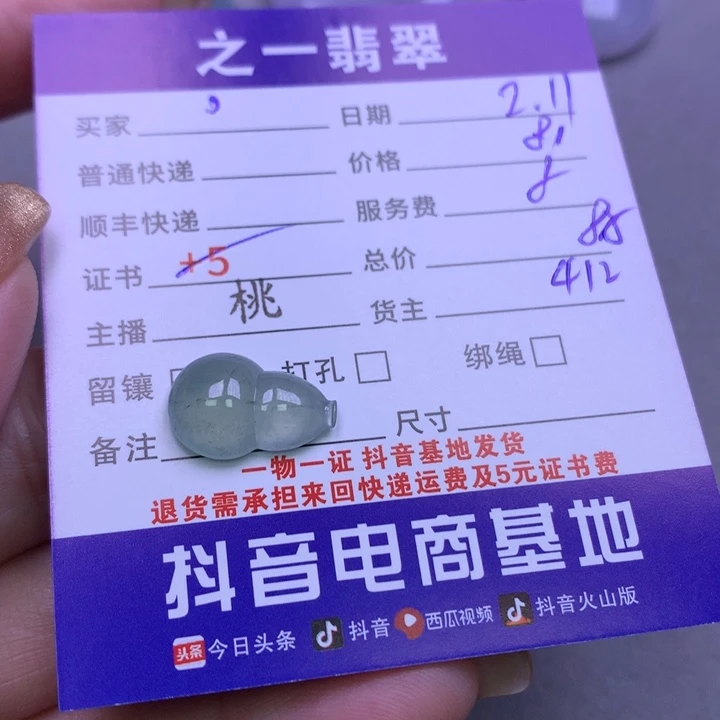 之一翡翠
买家 日期 2.11
普通快递 价格 81
顺丰快递 服务费 8
证书 +5 总价
主播 桃 货主 412
留镶 打孔 绑绳
备注 尺寸
一物一证 抖音基地发货
退货需承担来回快递运费及5元证书费
抖音电商基地
头条 今日头条 抖音 西瓜视频 抖音火山版